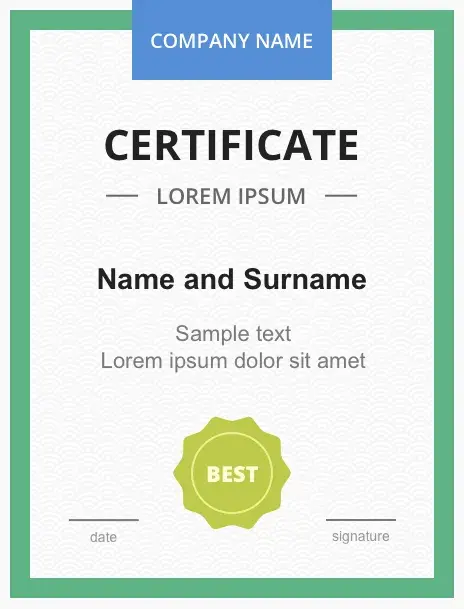 COMPANY NAME
CERTIFICATE
LOREM IPSUM
Name and Surname
Sample text
Lorem ipsum dolor sit amet
BEST
date
signature